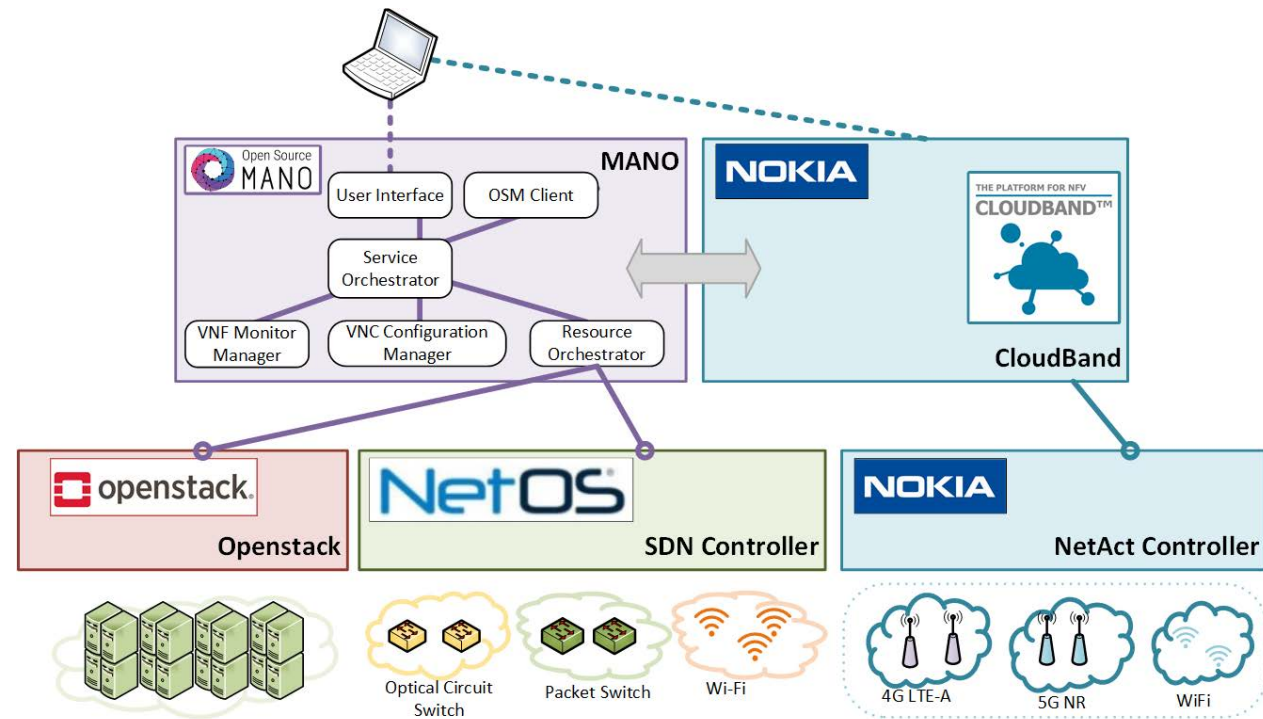 Open Source
MANO
MANO
User Interface
OSM Client
Service
Orchestrator
VNF Monitor
Manager
VNC Configuration
Manager
Resource
Orchestrator
NOKIA
THE PLATFORM FOR NFV
CLOUDBAND™
CloudBand
openstack.
Openstack
NetOS®
SDN Controller
NOKIA
NetAct Controller
Optical Circuit
Switch
Packet Switch
Wi-Fi
4G LTE-A
5G NR
WiFi